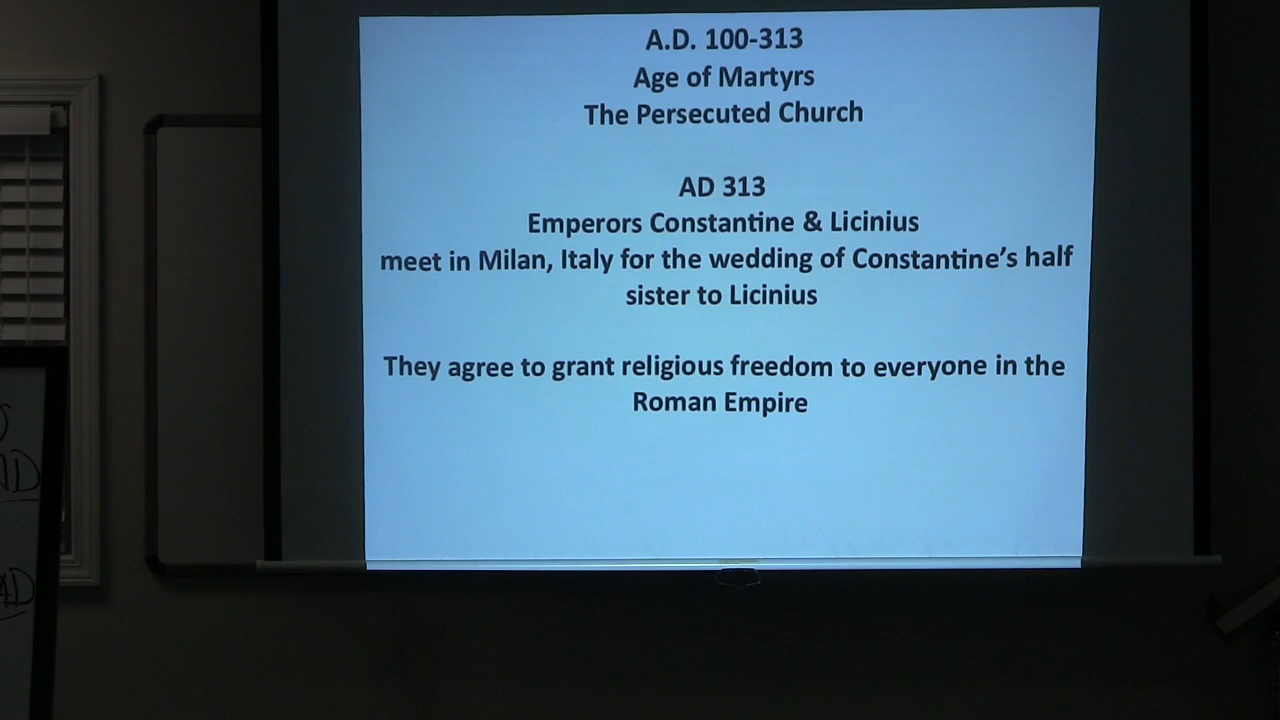 A.D. 100-313
Age of Martyrs
The Persecuted Church
AD 313
Emperors Constantine & Licinius
meet in Milan, Italy for the wedding of Constantine's half
sister to Licinius
They agree to grant religious freedom to everyone in the
Roman Empire